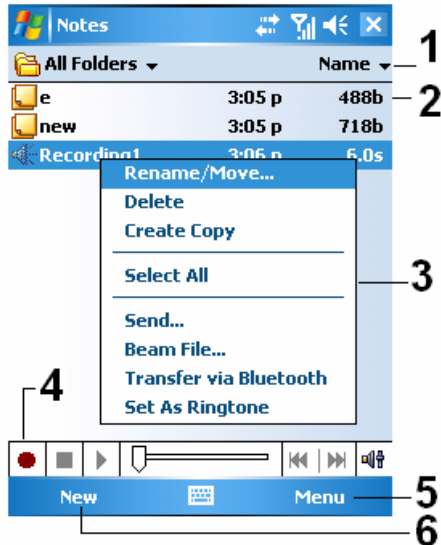 Notes
All Folders Name 1
e 3:05 p 488b 2
new 3:05 p 718b
Recording1 3:06 p 6.0s
Rename/Move...
Delete
Create Copy
Select All
3
Send...
Beam File...
Transfer via Bluetooth
4
Set As Ringtone
New Menu 5
6